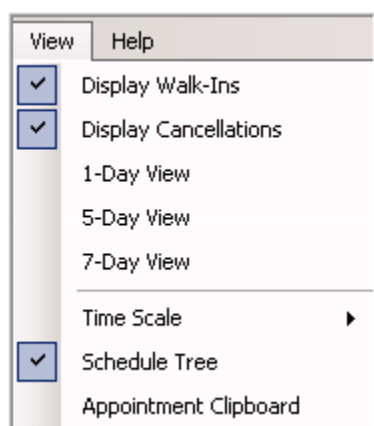 View Help
Display Walk-Ins
Display Cancellations
1-Day View
5-Day View
7-Day View
Time Scale
Schedule Tree
Appointment Clipboard